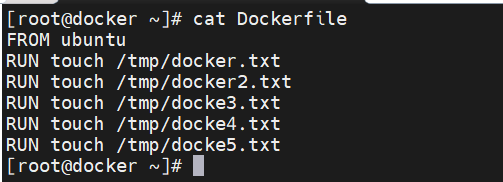 [root@docker ~]# cat Dockerfile
FROM ubuntu
RUN touch /tmp/docker.txt
RUN touch /tmp/docker2.txt
RUN touch /tmp/docke3.txt
RUN touch /tmp/docke4.txt
RUN touch /tmp/docke5.txt
[root@docker ~]#